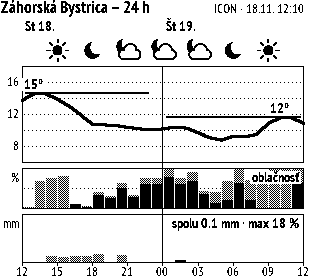 Záhorská Bystrica – 24 h
ICON · 18.11. 12:10
St 18.
Št 19.
16
15°
12
12°
8
%
oblačnosť
mm
spolu 0.1 mm · max 18 %
12 15 18 21 00 03 06 09 12